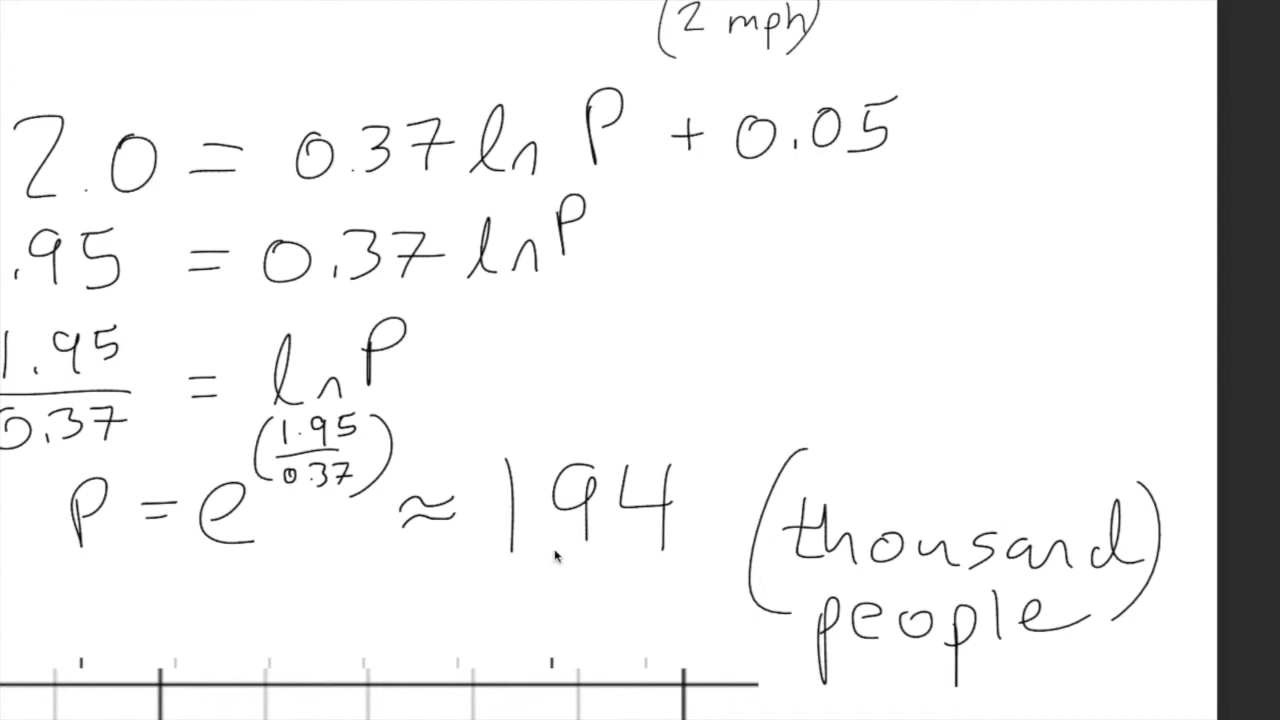 (2 mph)
2.0 = 0.37 ln P + 0.05
.95 = 0.37 ln P
1.95/0.37 = ln P
P = e^(1.95/0.37) ≈ 194 (thousand people)